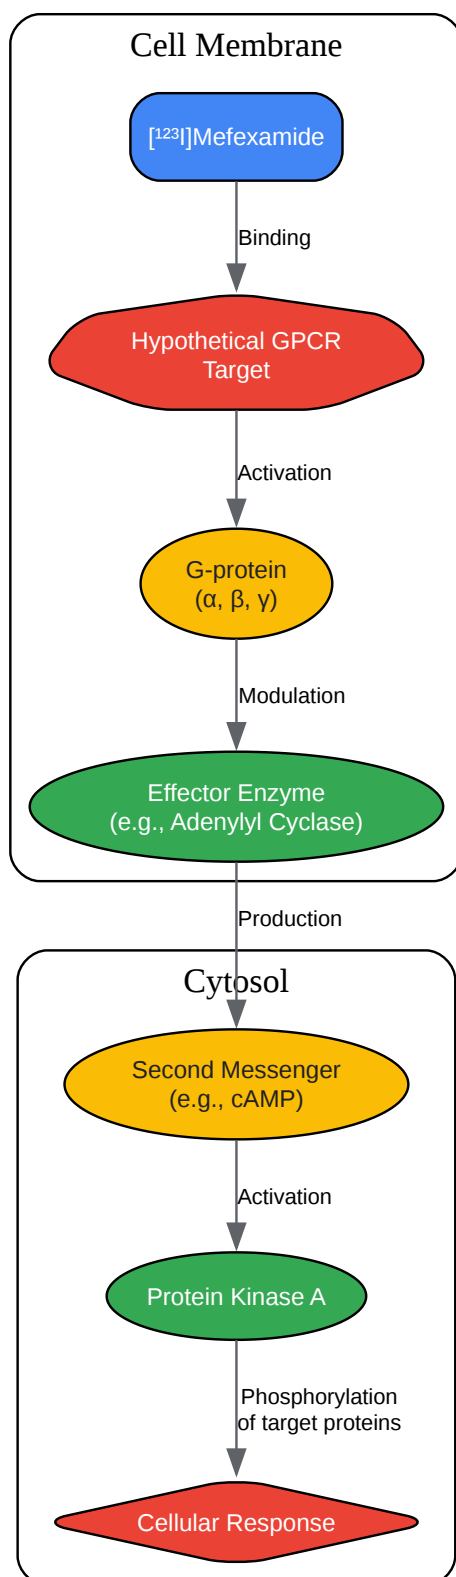 Cell Membrane
[¹²³I]Mefexamide
Binding
Hypothetical GPCR
Target
Activation
G-protein
(α, β, γ)
Modulation
Effector Enzyme
(e.g., Adenylyl Cyclase)
Production
Cytosol
Second Messenger
(e.g., cAMP)
Activation
Protein Kinase A
Phosphorylation
of target proteins
Cellular Response